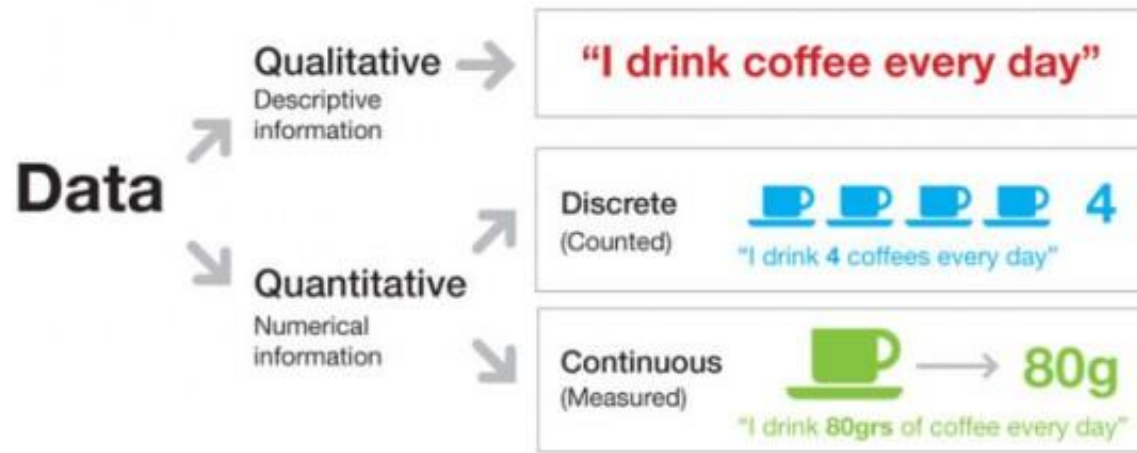 Data
Qualitative
Descriptive
information
"I drink coffee every day"
Quantitative
Numerical
information
Discrete
(Counted)
4
"I drink 4 coffees every day"
Continuous
(Measured)
80g
"I drink 80grs of coffee every day"